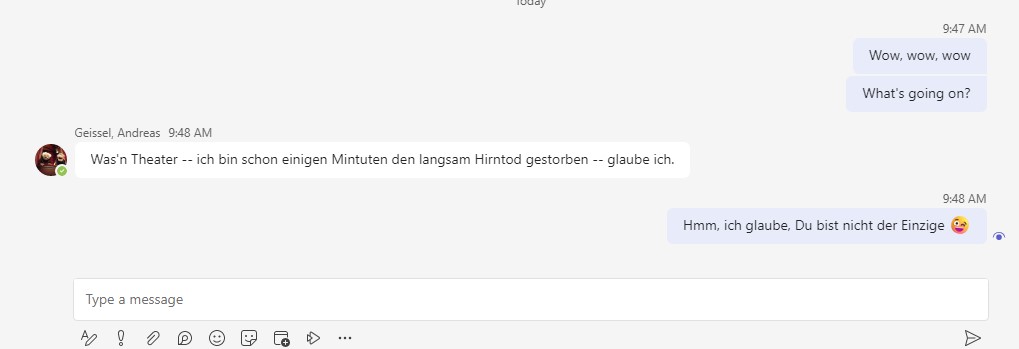 Today
9:47 AM
Wow, wow, wow
What's going on?
Geissel, Andreas 9:48 AM
Was'n Theater -- ich bin schon einigen Mintuten den langsam Hirntod gestorben -- glaube ich.
9:48 AM
Hmm, ich glaube, Du bist nicht der Einzige 😜
Type a message